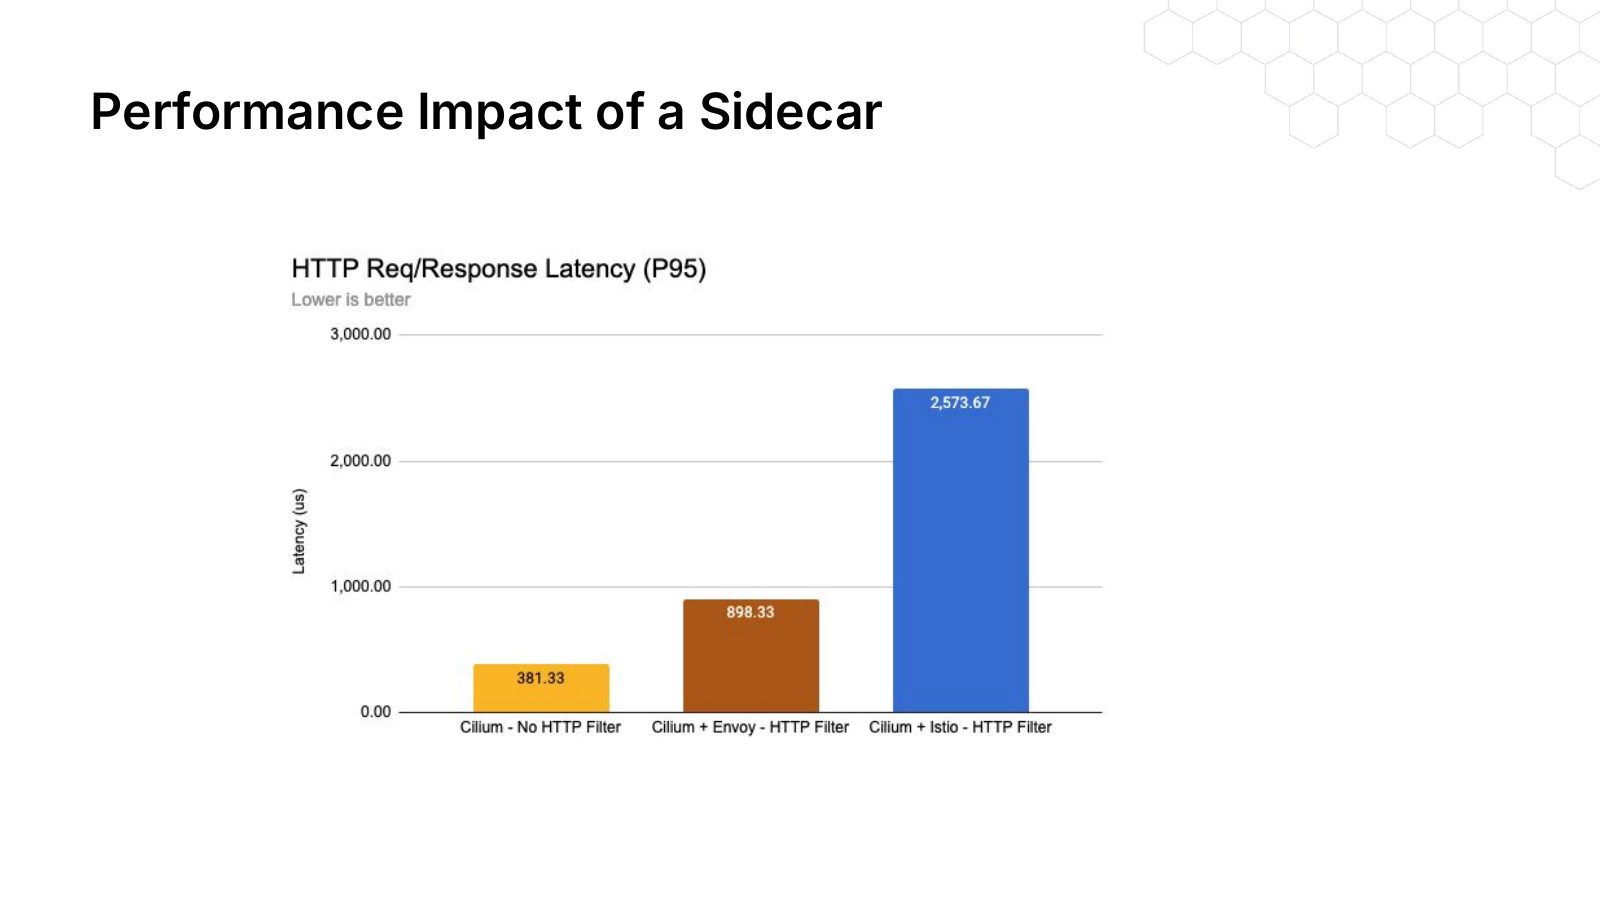 Performance Impact of a Sidecar
HTTP Req/Response Latency (P95)
Lower is better
3,000.00
2,573.67
2,000.00
Latency (us)
1,000.00
898.33
381.33
0.00
Cilium - No HTTP Filter
Cilium + Envoy - HTTP Filter
Cilium + Istio - HTTP Filter